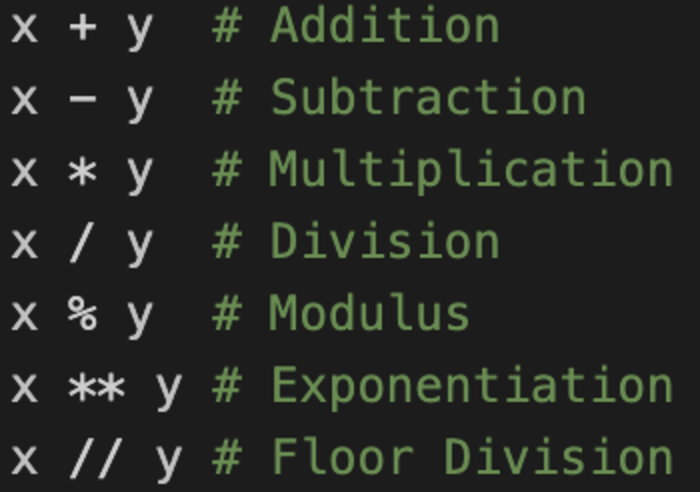 x + y  # Addition
x - y  # Subtraction
x * y  # Multiplication
x / y  # Division
x % y  # Modulus
x ** y # Exponentiation
x // y # Floor Division